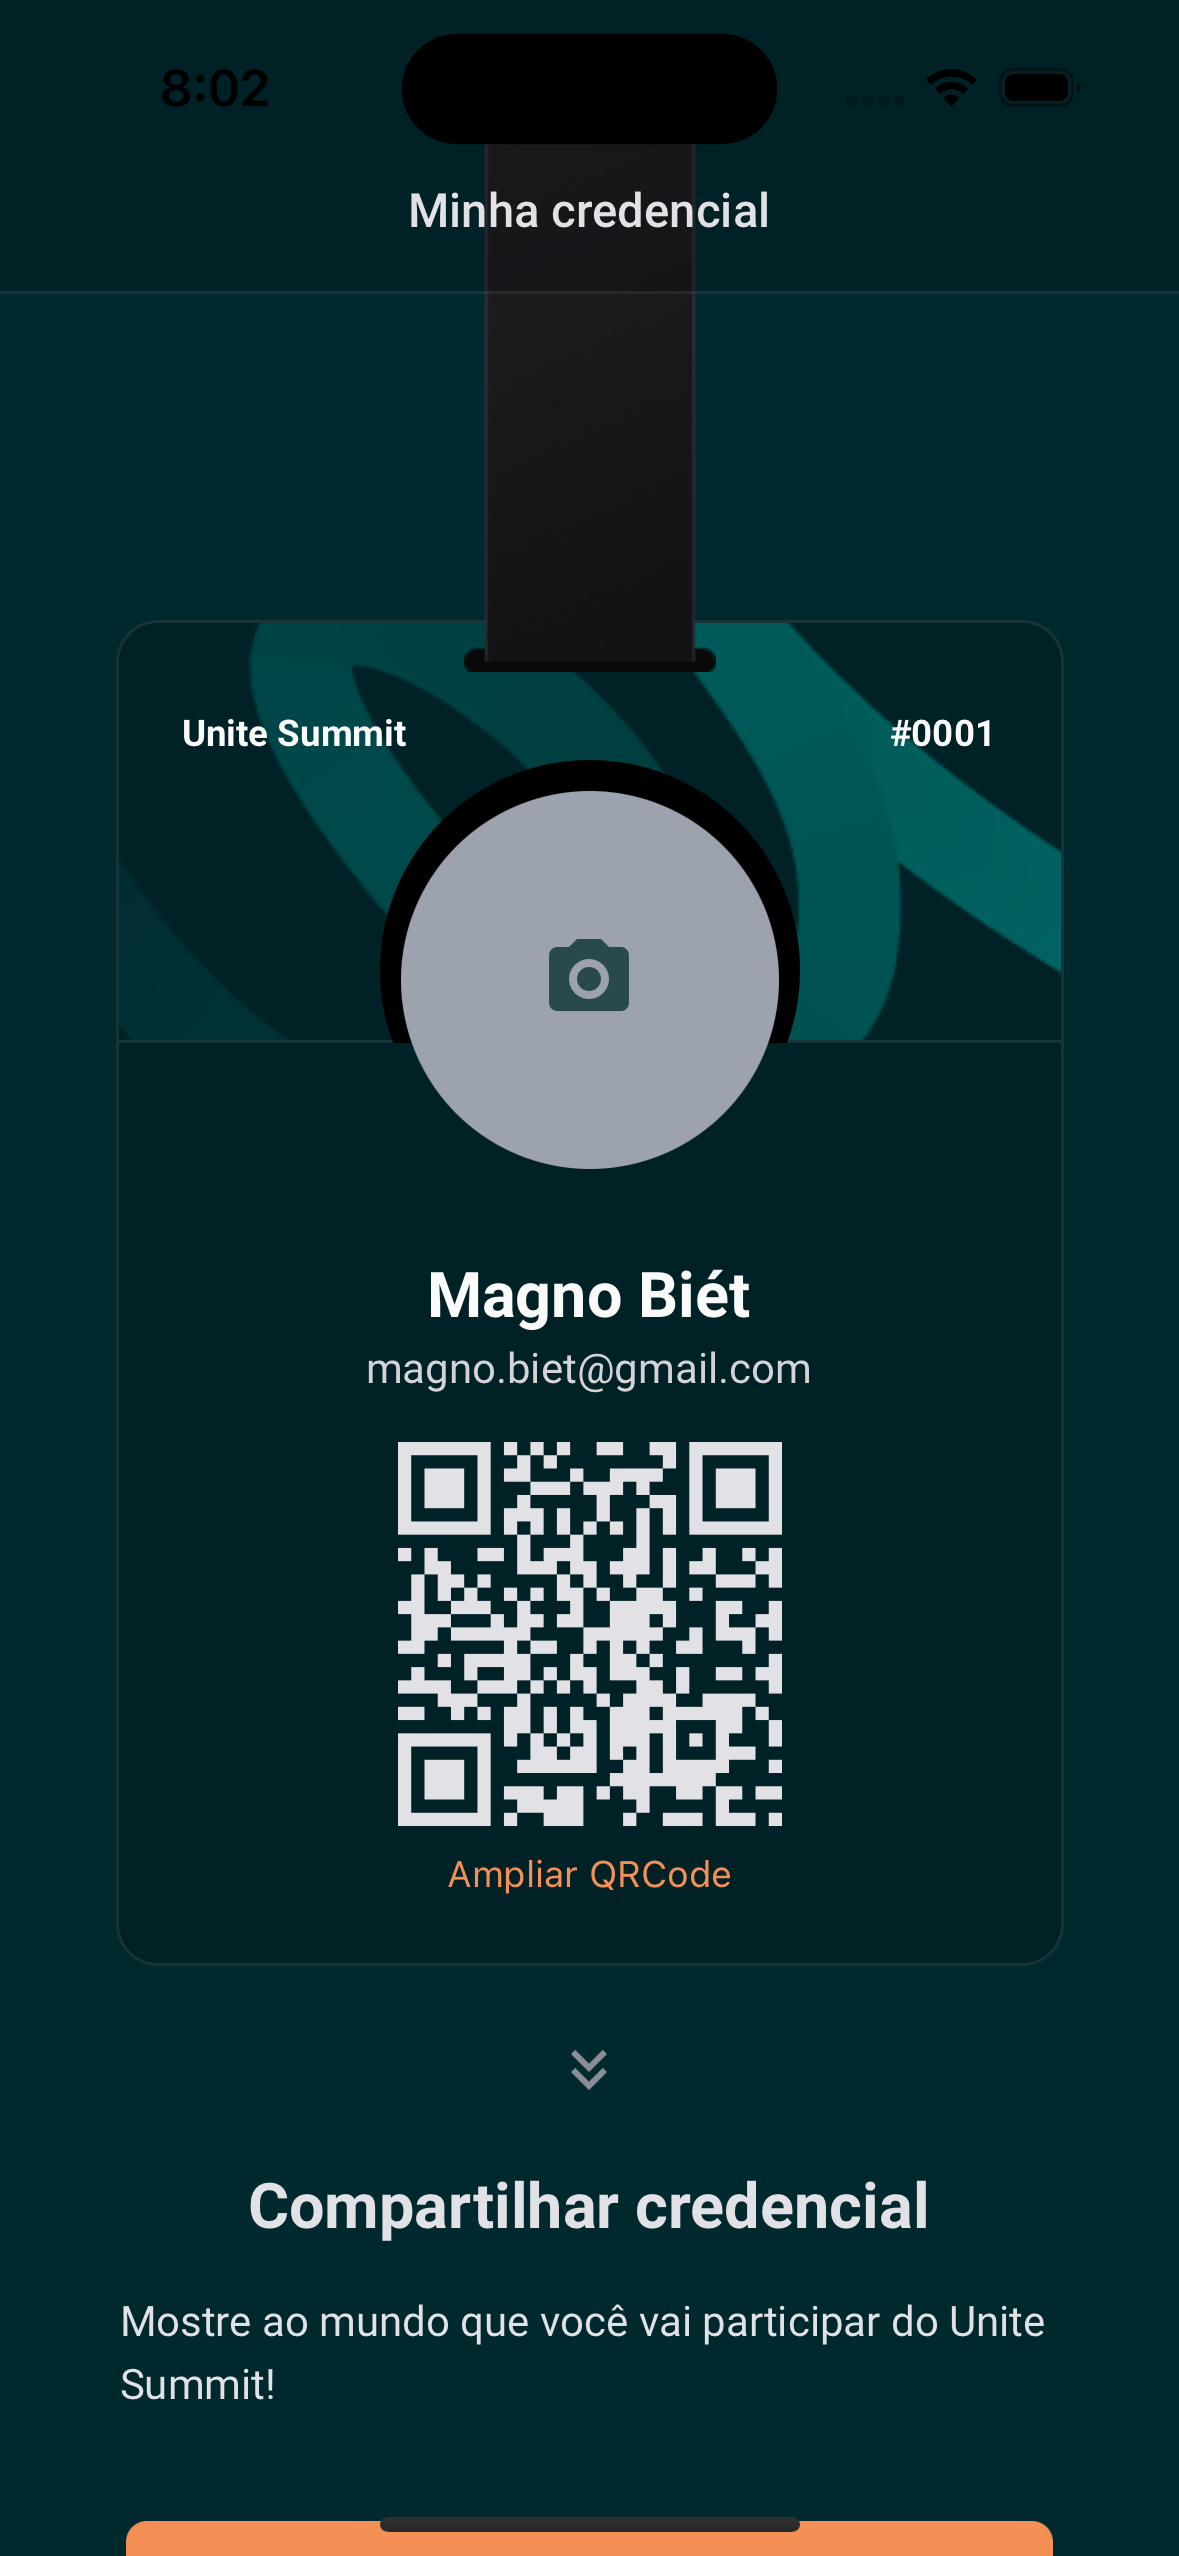 8:02
Minha credencial
Unite Summit
#0001
Magno Biét
magno.biet@gmail.com
Ampliar QRCode
Compartilhar credencial
Mostre ao mundo que você vai participar do Unite
Summit!